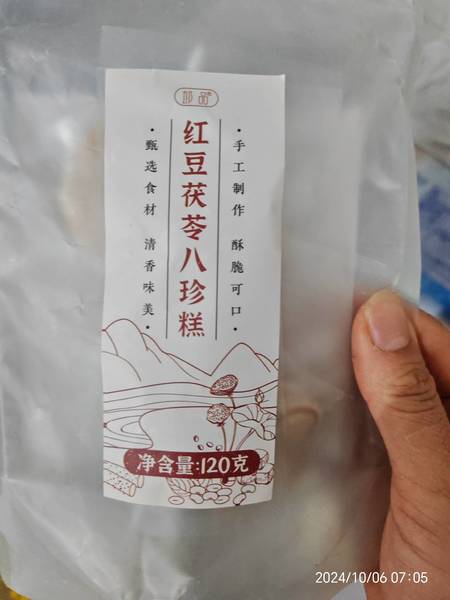 红豆茯苓八珍糕
·手工制作 酥脆可口·
·甄选食材 清香味美·
净含量:120克
2024/10/06 07:05